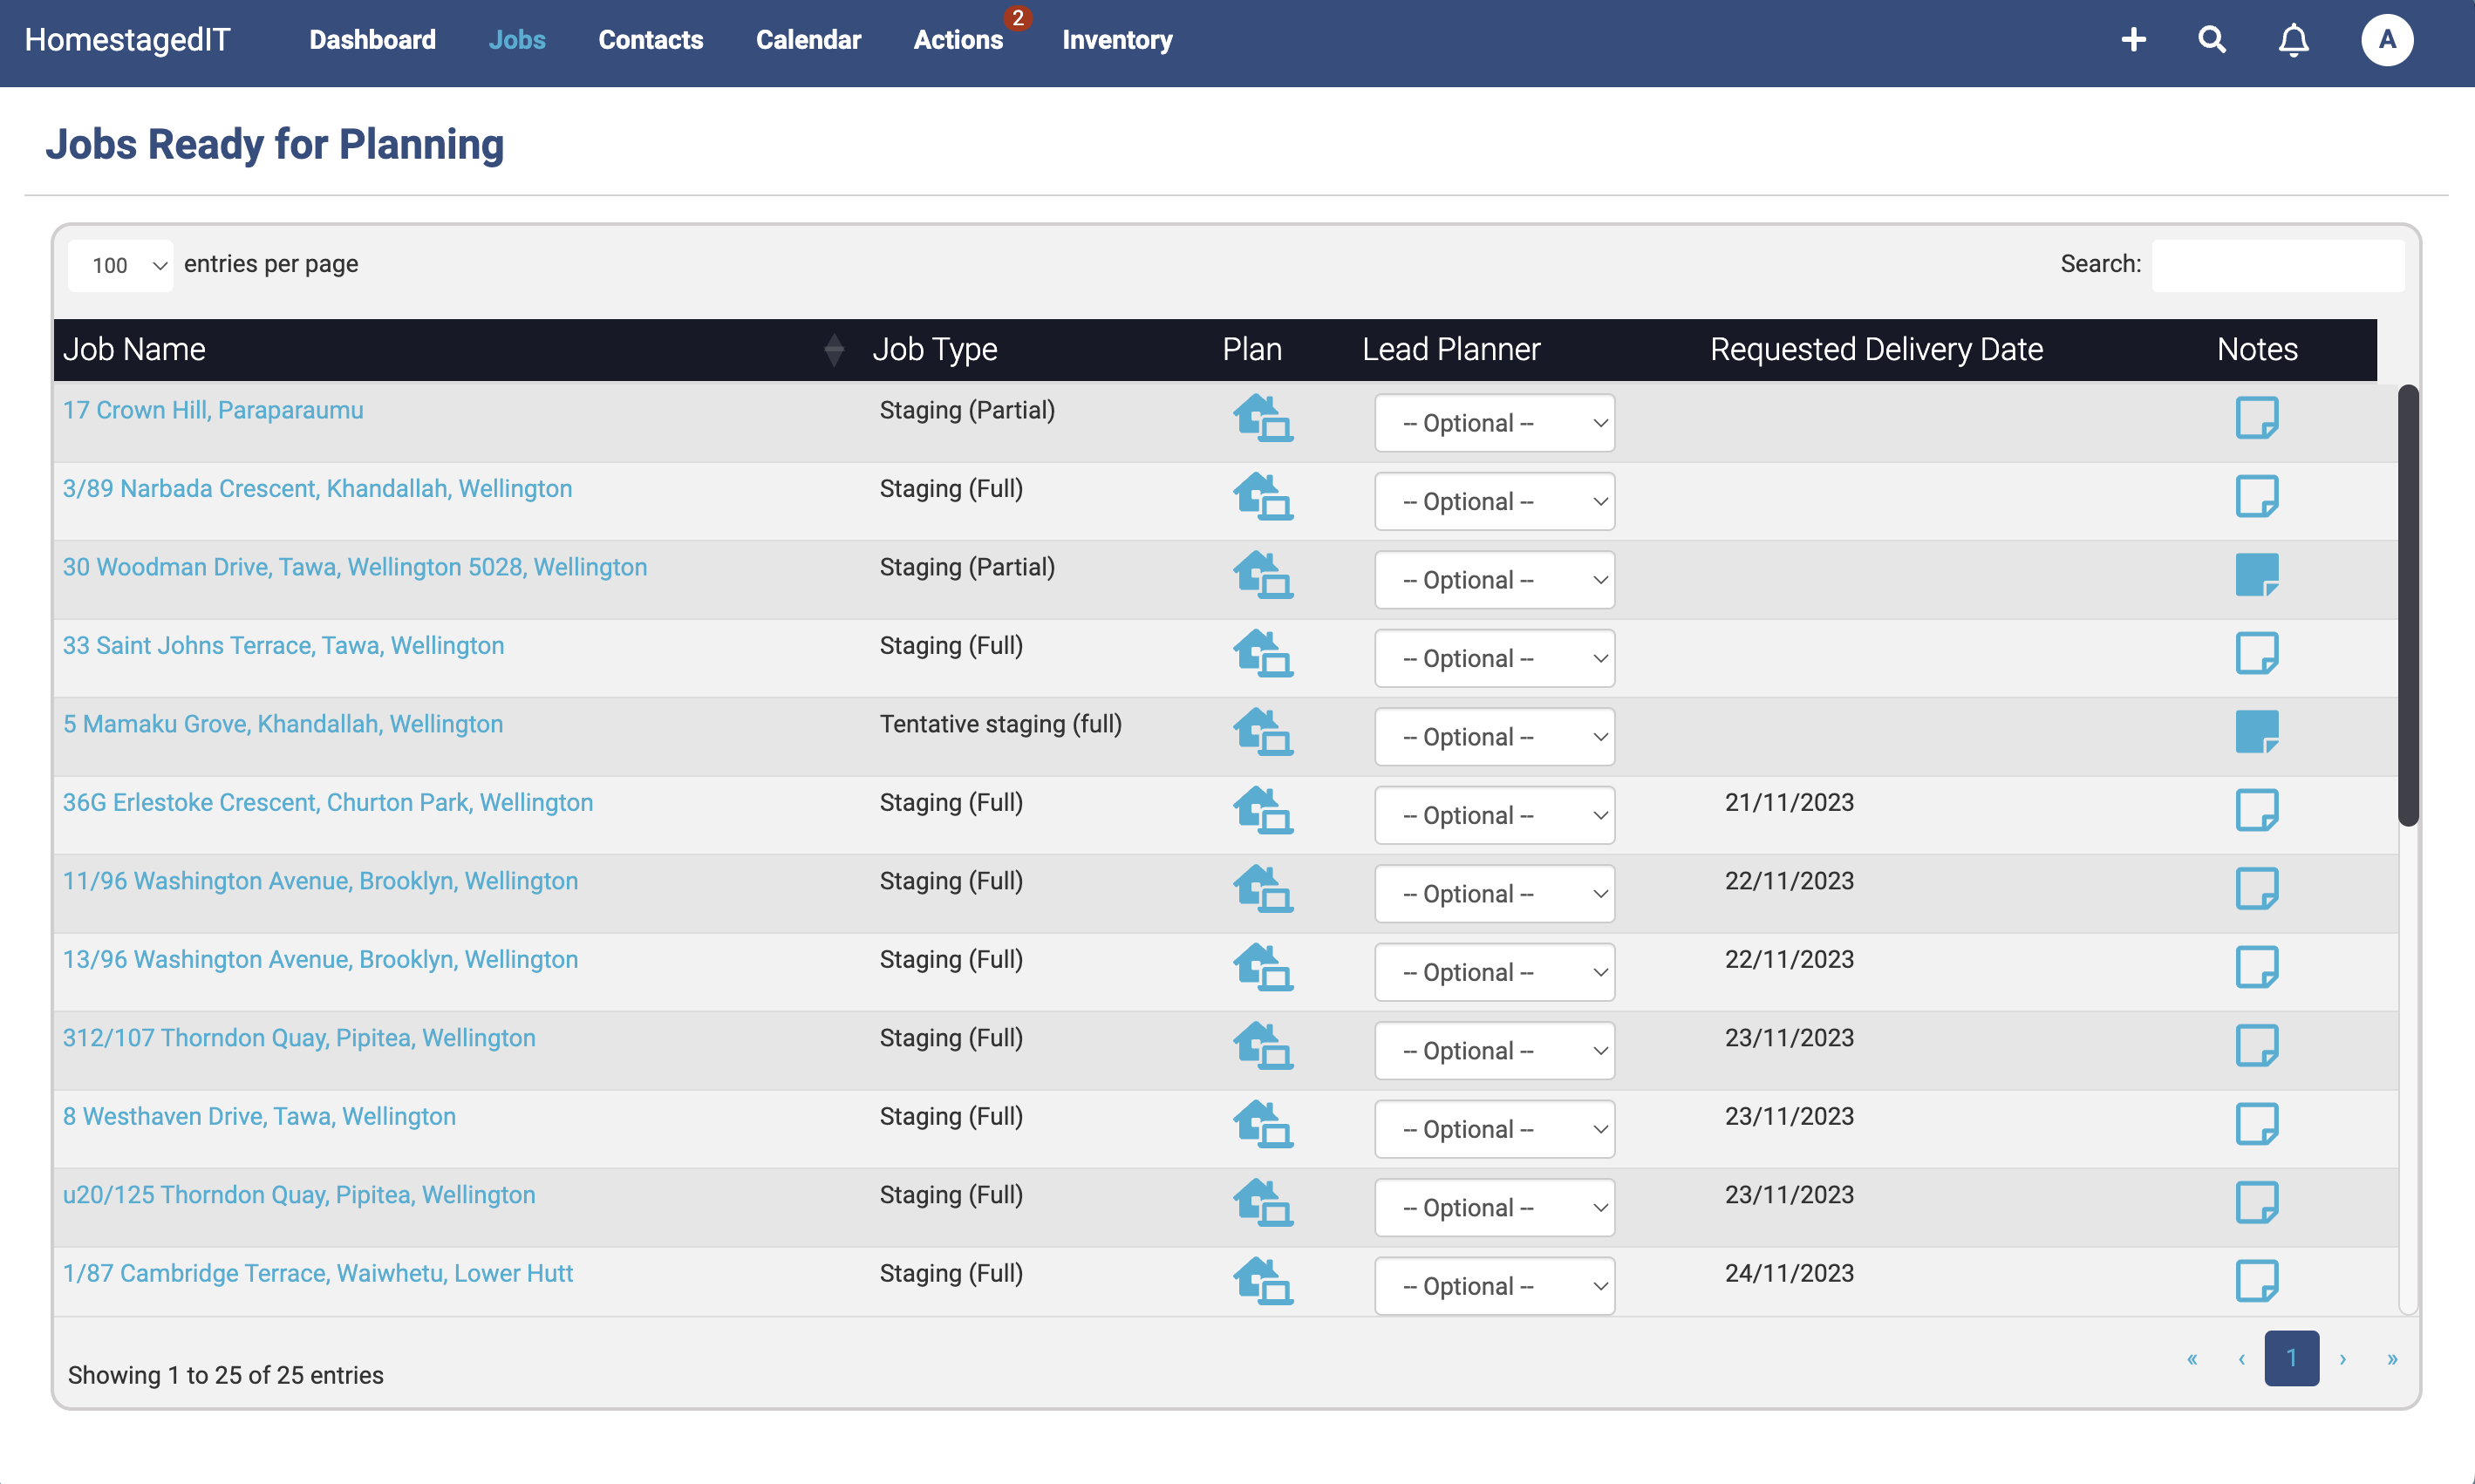 HomestagedIT Dashboard Jobs Contacts Calendar Actions 2 Inventory A
Jobs Ready for Planning
100 entries per page Search:
Job Name Job Type Plan Lead Planner Requested Delivery Date Notes
17 Crown Hill, Paraparaumu Staging (Partial) -- Optional --
3/89 Narbada Crescent, Khandallah, Wellington Staging (Full) -- Optional --
30 Woodman Drive, Tawa, Wellington 5028, Wellington Staging (Partial) -- Optional --
33 Saint Johns Terrace, Tawa, Wellington Staging (Full) -- Optional --
5 Mamaku Grove, Khandallah, Wellington Tentative staging (full) -- Optional --
36G Erlestoke Crescent, Churton Park, Wellington Staging (Full) -- Optional -- 21/11/2023
11/96 Washington Avenue, Brooklyn, Wellington Staging (Full) -- Optional -- 22/11/2023
13/96 Washington Avenue, Brooklyn, Wellington Staging (Full) -- Optional -- 22/11/2023
312/107 Thorndon Quay, Pipitea, Wellington Staging (Full) -- Optional -- 23/11/2023
8 Westhaven Drive, Tawa, Wellington Staging (Full) -- Optional -- 23/11/2023
u20/125 Thorndon Quay, Pipitea, Wellington Staging (Full) -- Optional -- 23/11/2023
1/87 Cambridge Terrace, Waiwhetu, Lower Hutt Staging (Full) -- Optional -- 24/11/2023
Showing 1 to 25 of 25 entries « ‹ 1 › »